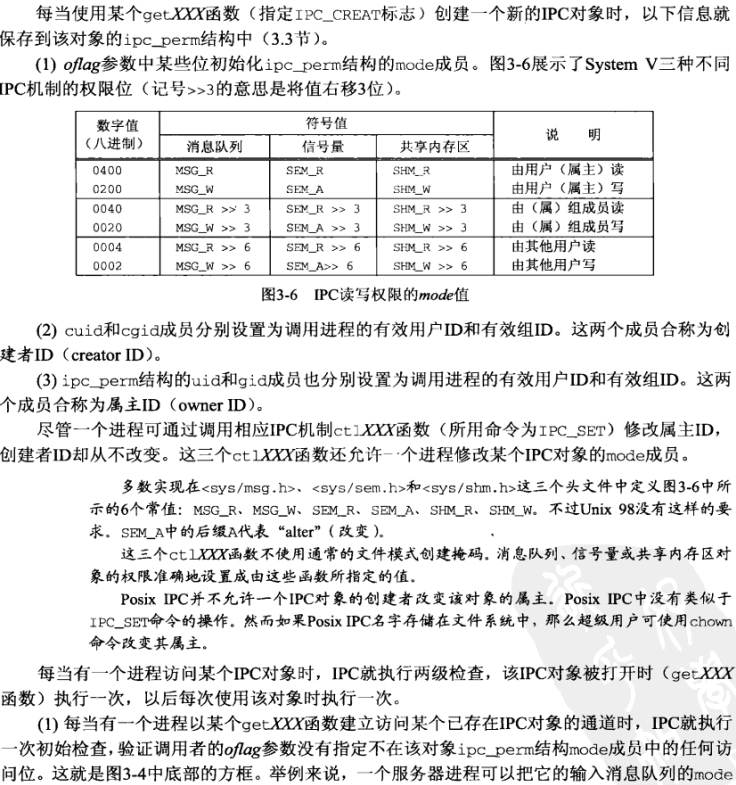 每当使用某个getXXX函数（指定IPC_CREAT标志）创建一个新的IPC对象时，以下信息就
保存到该对象的ipc_perm结构中（3.3节）。
(1) oflag参数中某些位初始化ipc_perm结构的mode成员。图3-6展示了System V三种不同
IPC机制的权限位（记号>>3的意思是将值右移3位）。
数字值（八进制） 符号值 说 明
消息队列 信号量 共享内存区
0400 MSG_R SEM_R SHM_R 由用户（属主）读
0200 MSG_W SEM_A SHM_W 由用户（属主）写
0040 MSG_R >> 3 SEM_R >> 3 SHM_R >> 3 由（属）组成员读
0020 MSG_W >> 3 SEM_A >> 3 SHM_W >> 3 由（属）组成员写
0004 MSG_R >> 6 SEM_R >> 6 SHM_R >> 6 由其他用户读
0002 MSG_W >> 6 SEM_A>> 6 SHM_W >> 6 由其他用户写
图3-6 IPC读写权限的mode值
(2) cuid和cgid成员分别设置为调用进程的有效用户ID和有效组ID。这两个成员合称为创
建者ID（creator ID）。
(3) ipc_perm结构的uid和gid成员也分别设置为调用进程的有效用户ID和有效组ID。这两
个成员合称为属主ID（owner ID）。
尽管一个进程可通过调用相应IPC机制ctlXXX函数（所用命令为IPC_SET）修改属主ID，
创建者ID却从不改变。这三个ctlXXX函数还允许一个进程修改某个IPC对象的mode成员。
多数实现在<sys/msg.h>、<sys/sem.h>和<sys/shm.h>这三个头文件中定义图3-6中所
示的6个常值：MSG_R、MSG_W、SEM_R、SEM_A、SHM_R、SHM_W。不过Unix 98没有这样的要
求。SEM_A中的后缀A代表“alter”（改变）。
这三个ctlXXX函数不使用通常的文件模式创建掩码。消息队列、信号量或共享内存区对
象的权限准确地设置成由这些函数所指定的值。
Posix IPC并不允许一个IPC对象的创建者改变该对象的属主。Posix IPC中没有类似于
IPC_SET命令的操作。然而如果Posix IPC名字存储在文件系统中，那么超级用户可使用chown
命令改变其属主。
每当有一个进程访问某个IPC对象时，IPC就执行两级检查，该IPC对象被打开时（getXXX
函数）执行一次，以后每次使用该对象时执行一次。
(1) 每当有一个进程以某个getXXX函数建立访问某个已存在IPC对象的通道时，IPC就执行
一次初始检查，验证调用者的oflag参数没有指定不在该对象ipc_perm结构mode成员中的任何访
问位。这就是图3-4中底部的方框。举例来说，一个服务器进程可以把它的输入消息队列的mode